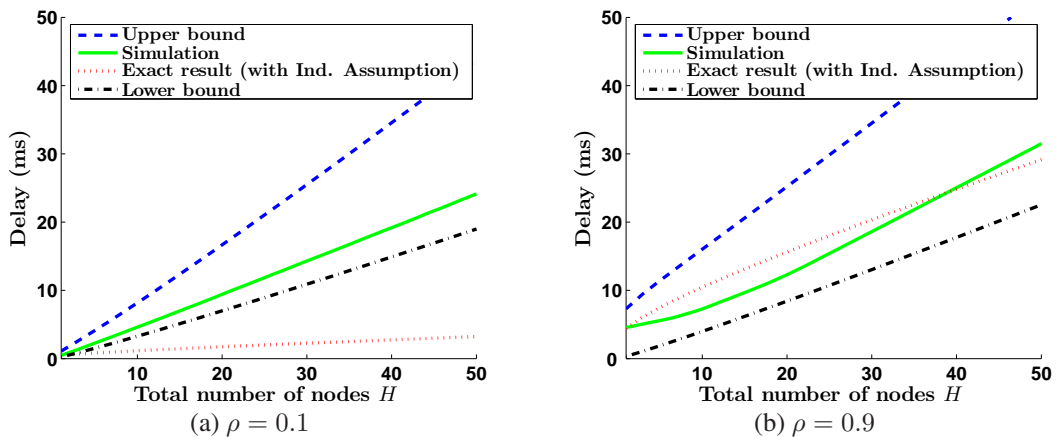 50
40
30
20
10
0
Delay (ms)
Upper bound
Simulation
Exact result (with Ind. Assumption)
Lower bound
10 20 30 40 50
Total number of nodes H
(a) ρ = 0.1
50
40
30
20
10
0
Delay (ms)
Upper bound
Simulation
Exact result (with Ind. Assumption)
Lower bound
10 20 30 40 50
Total number of nodes H
(b) ρ = 0.9